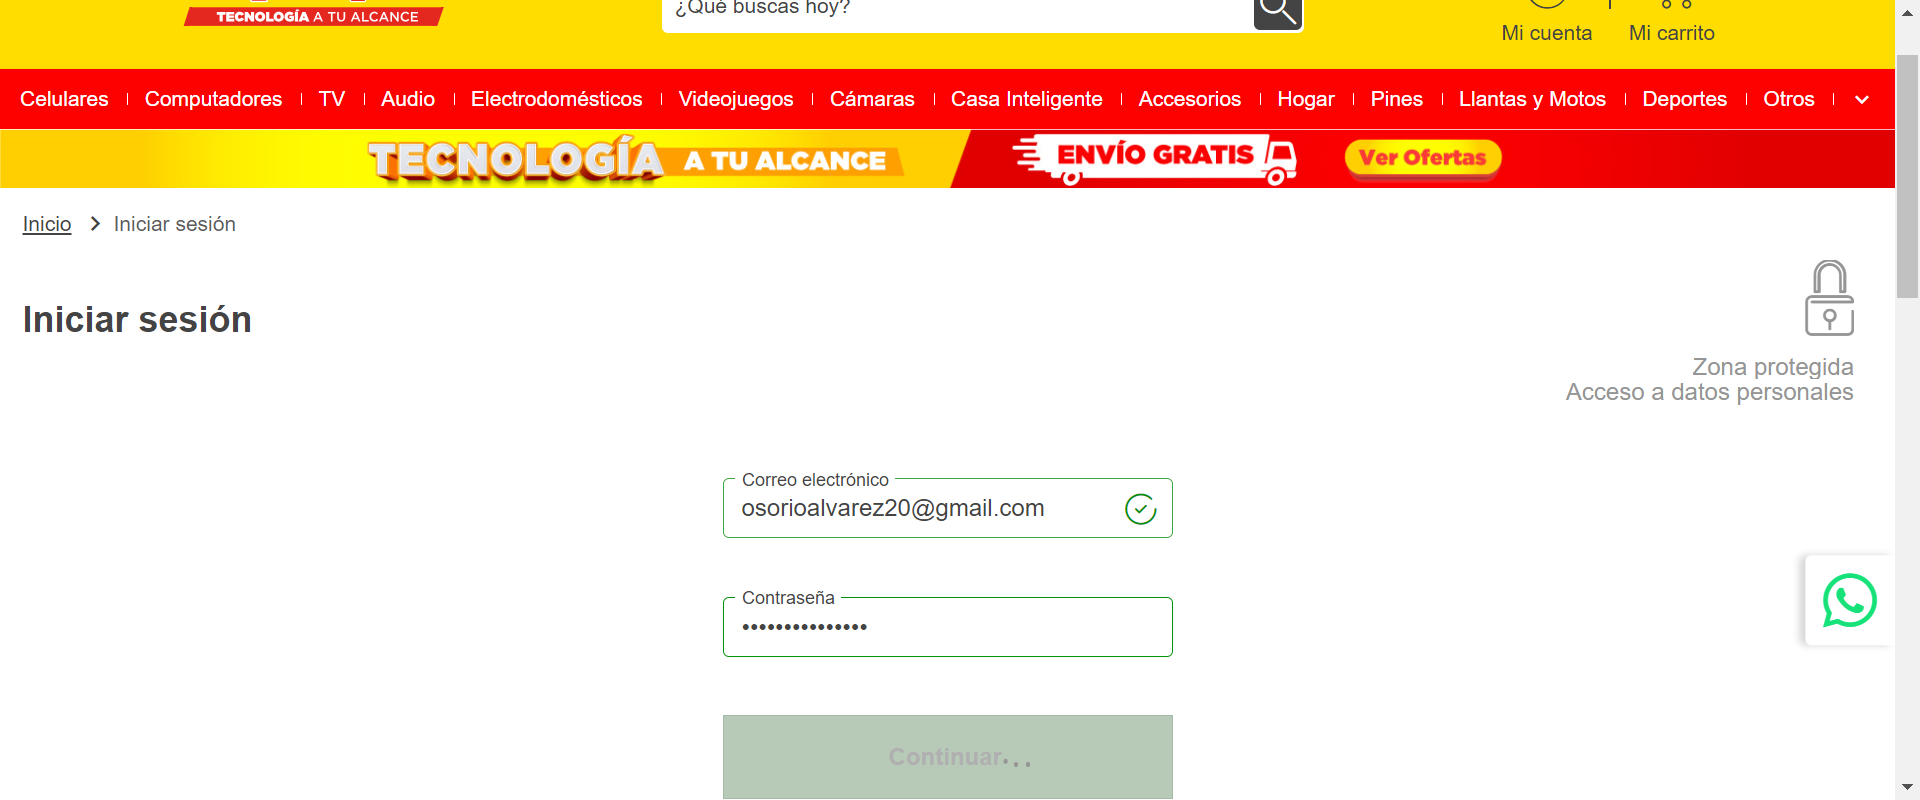 TECNOLOGÍA A TU ALCANCE
¿Qué buscas hoy?
Mi cuenta
Mi carrito
Celulares
Computadores
TV
Audio
Electrodomésticos
Videojuegos
Cámaras
Casa Inteligente
Accesorios
Hogar
Pines
Llantas y Motos
Deportes
Otros
TECNOLOGÍA A TU ALCANCE
ENVÍO GRATIS
Ver Ofertas
Inicio
Iniciar sesión
Iniciar sesión
Zona protegida
Acceso a datos personales
Correo electrónico
osorioalvarez20@gmail.com
Contraseña
•••••••••••••••
Continuar...